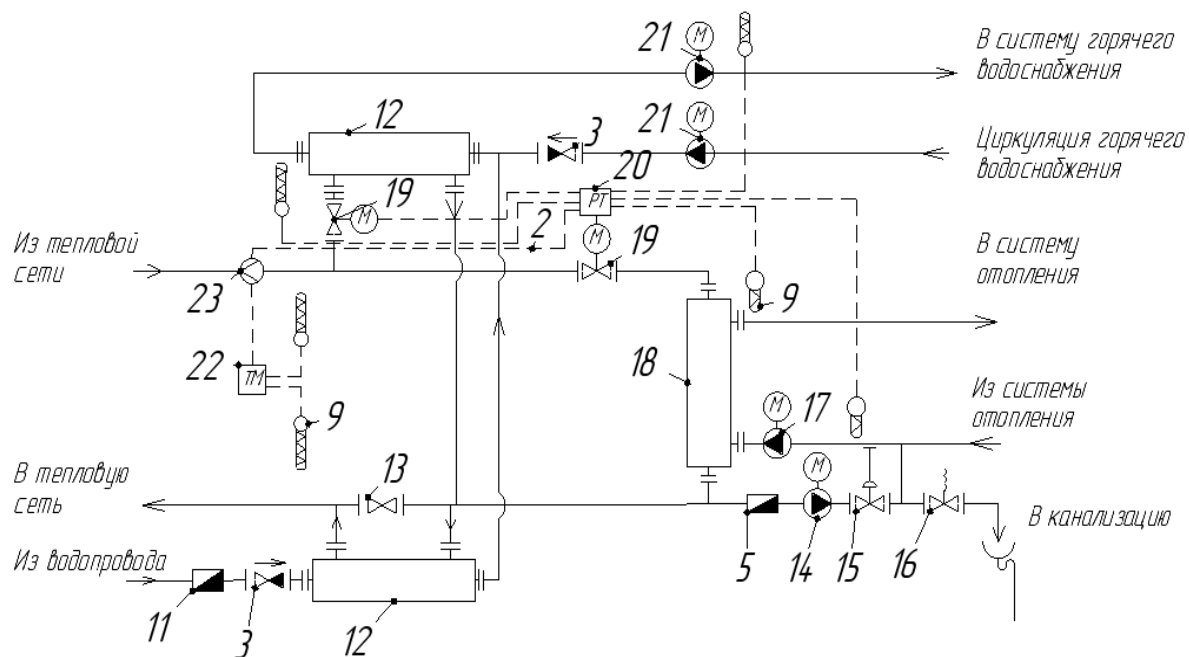 21
М
В систему горячего
водоснабжения
12
3
21
М
Циркуляция горячего
водоснабжения
20
РТ
19
М
2
М
19
Из тепловой
сети
В систему
отопления
23
9
22
ТМ
18
9
М
17
Из системы
отопления
В тепловую
сеть
13
М
В канализацию
Из водопровода
5
14
15
16
11
3
12